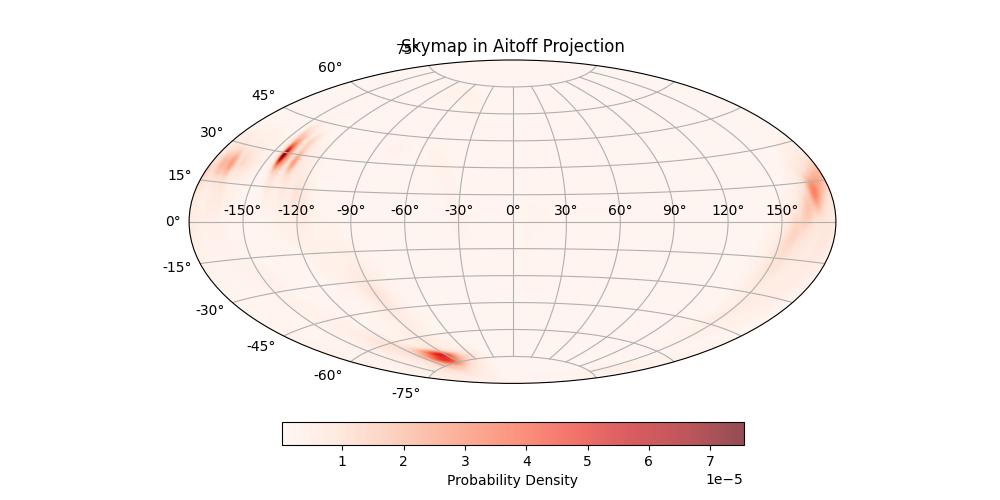 Skymap in Aitoff Projection
75°
60°
45°
30°
15°
-150° -120° -90° -60° -30° 0° 30° 60° 90° 120° 150°
0°
-15°
-30°
-45°
-60°
-75°
1 2 3 4 5 6 7
1e−5
Probability Density